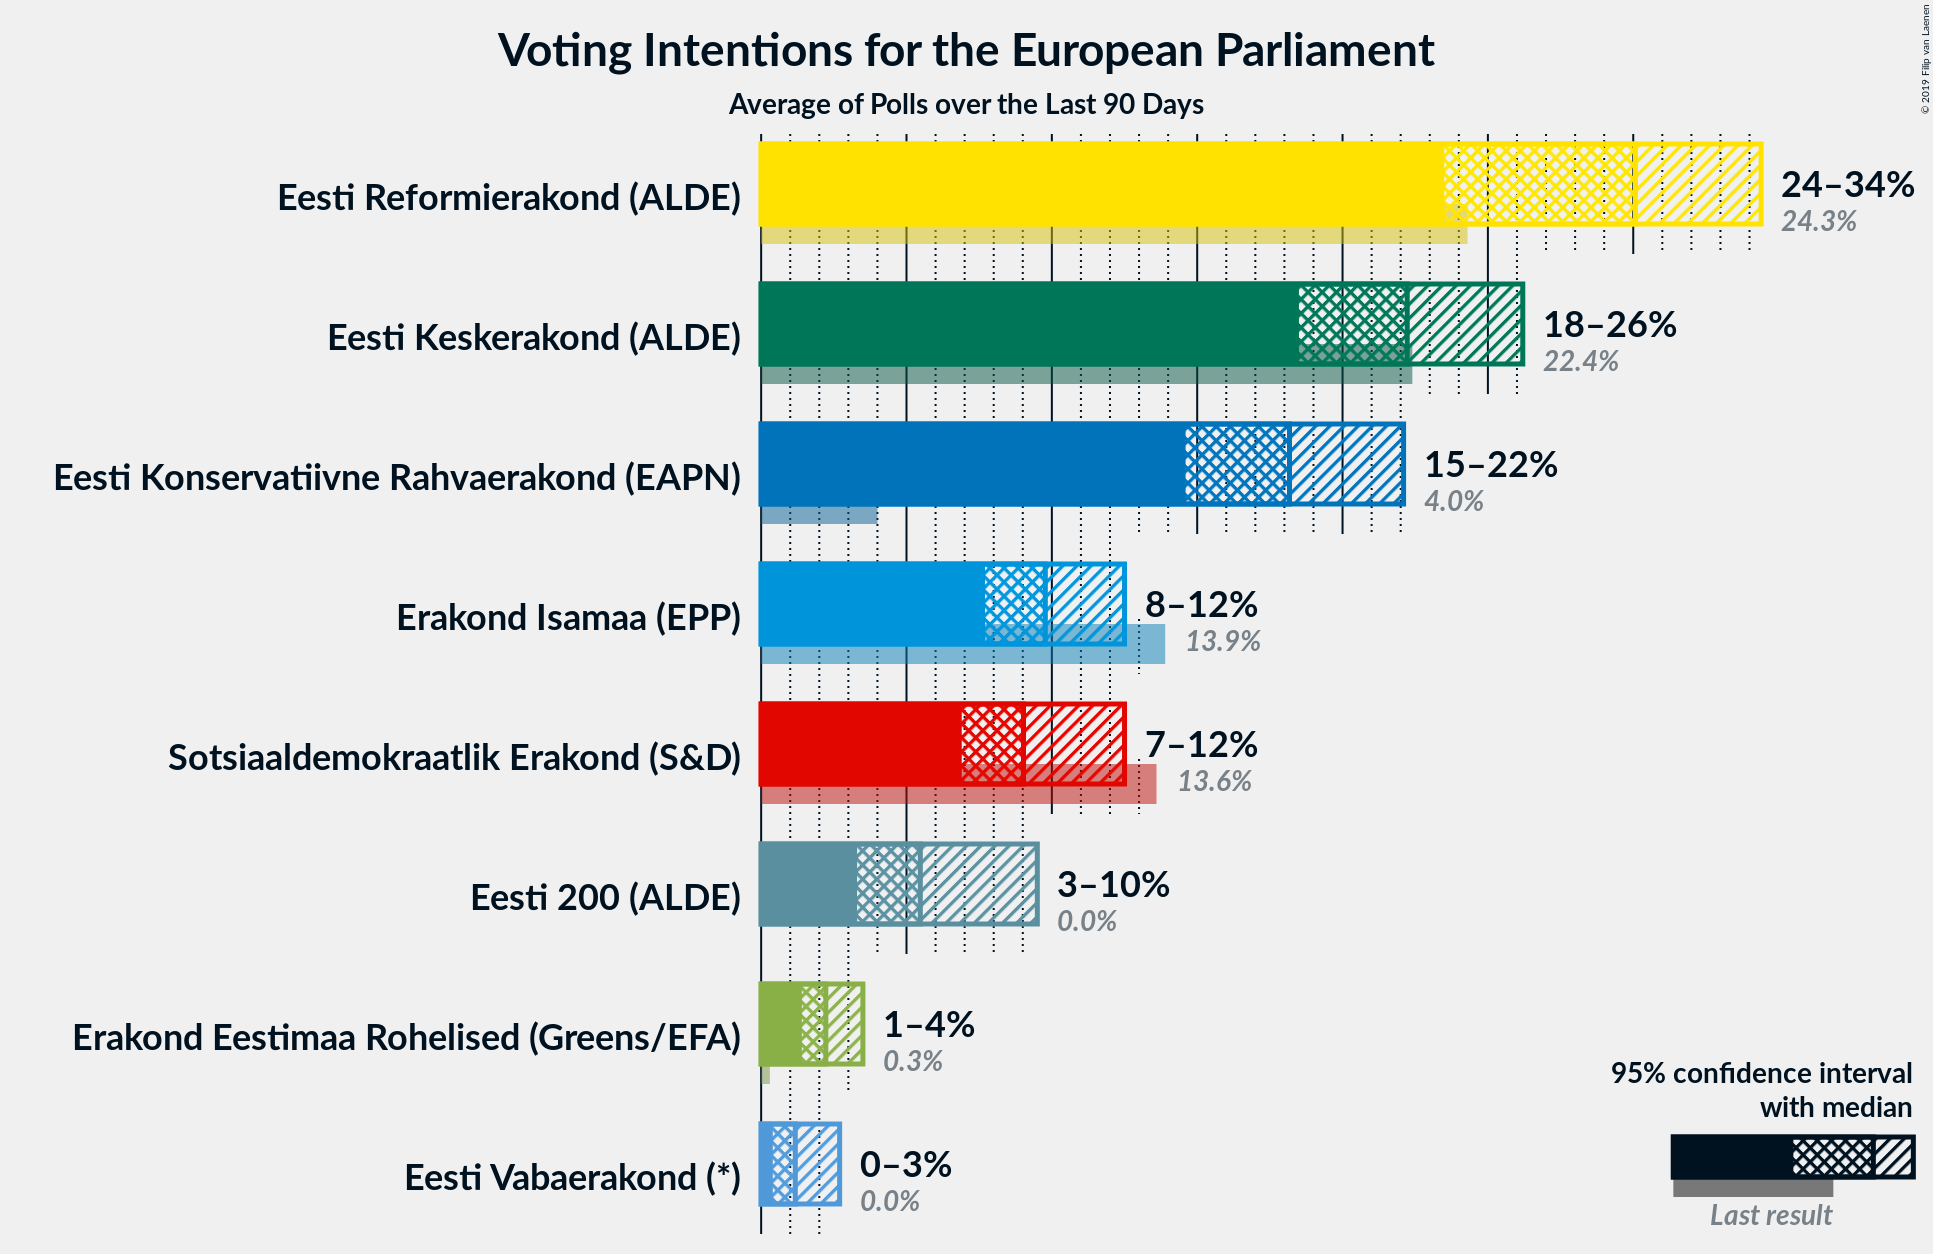 Voting Intentions for the European Parliament
Average of Polls over the Last 90 Days
© 2019 Filip van Laenen
Eesti Reformierakond (ALDE)
24–34%
24.3%
Eesti Keskerakond (ALDE)
18–26%
22.4%
Eesti Konservatiivne Rahvaerakond (EAPN)
15–22%
4.0%
Erakond Isamaa (EPP)
8–12%
13.9%
Sotsiaaldemokraatlik Erakond (S&D)
7–12%
13.6%
Eesti 200 (ALDE)
3–10%
0.0%
Erakond Eestimaa Rohelised (Greens/EFA)
1–4%
0.3%
Eesti Vabaerakond (*)
0–3%
0.0%
95% confidence interval
with median
Last result